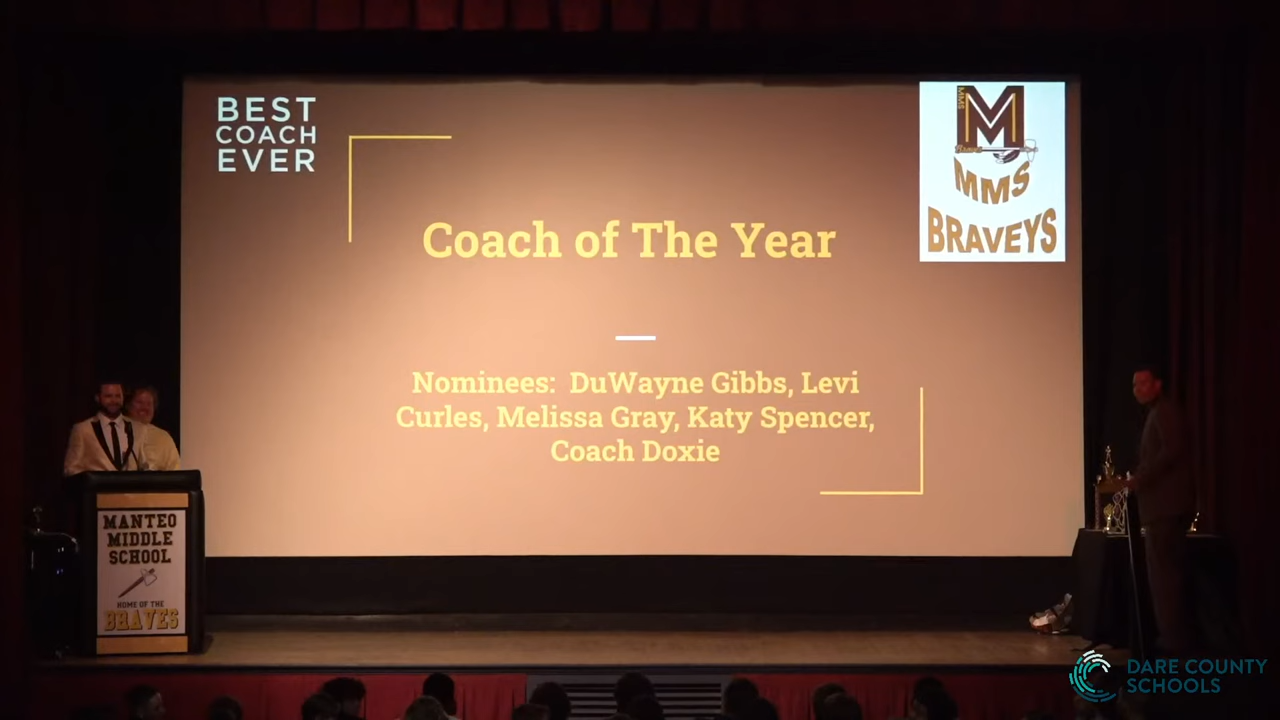 BEST
COACH
EVER
MMS
M
MMS
BRAVEYS
Coach of The Year
Nominees:  DuWayne Gibbs, Levi
Curles, Melissa Gray, Katy Spencer,
Coach Doxie
MANTEO
MIDDLE
SCHOOL
HOME OF THE
BRAVES
DARE COUNTY
SCHOOLS